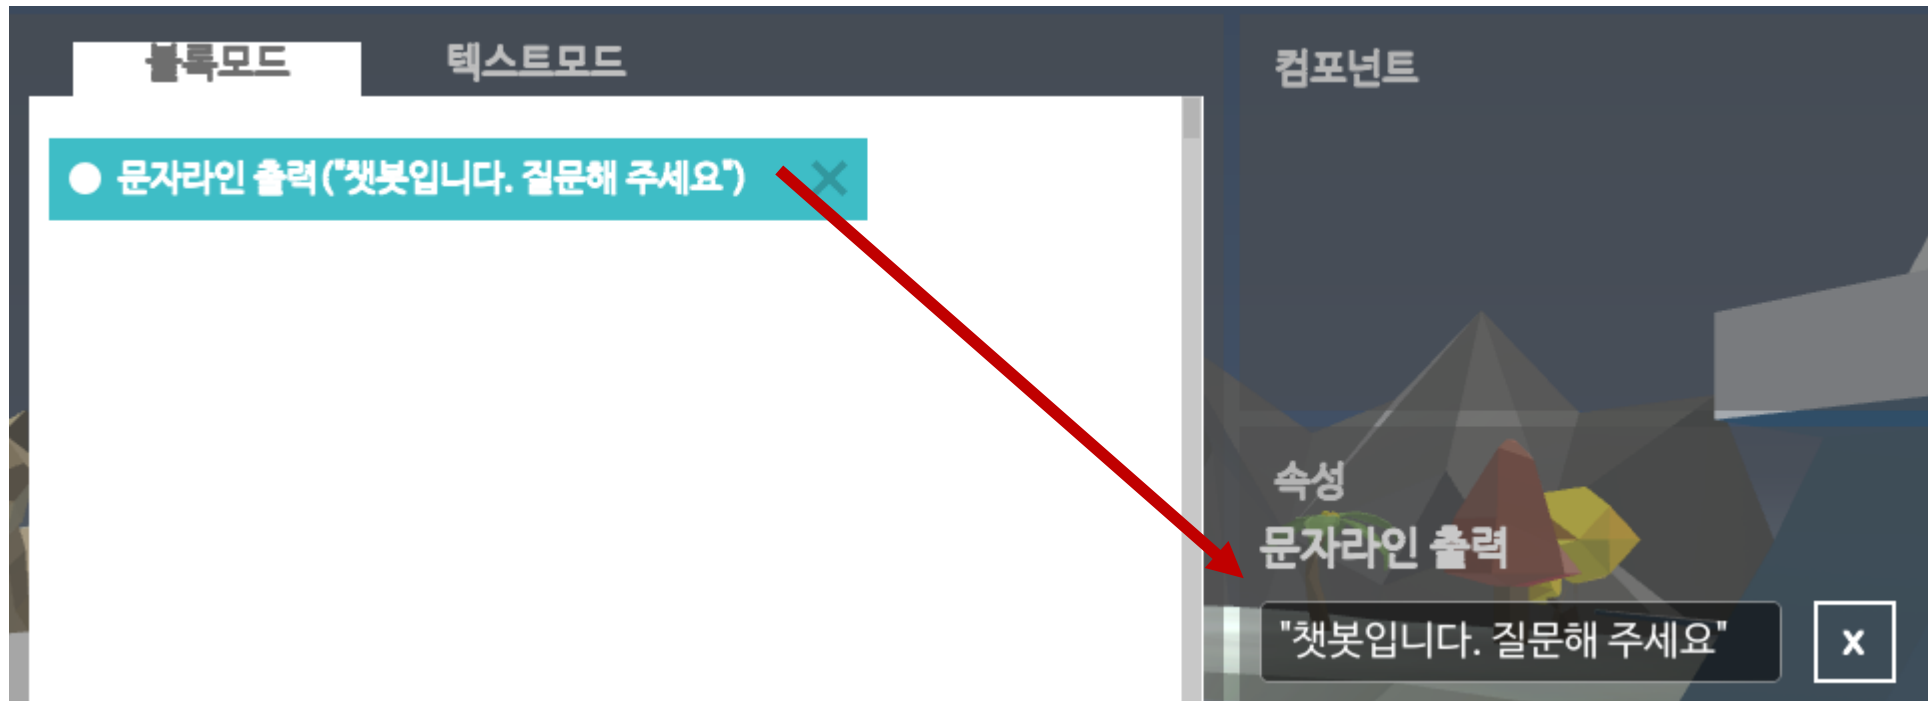 블록모드
텍스트모드
컴포넌트
문자라인 출력("챗봇입니다. 질문해 주세요")
속성
문자라인 출력
"챗봇입니다. 질문해 주세요"
x